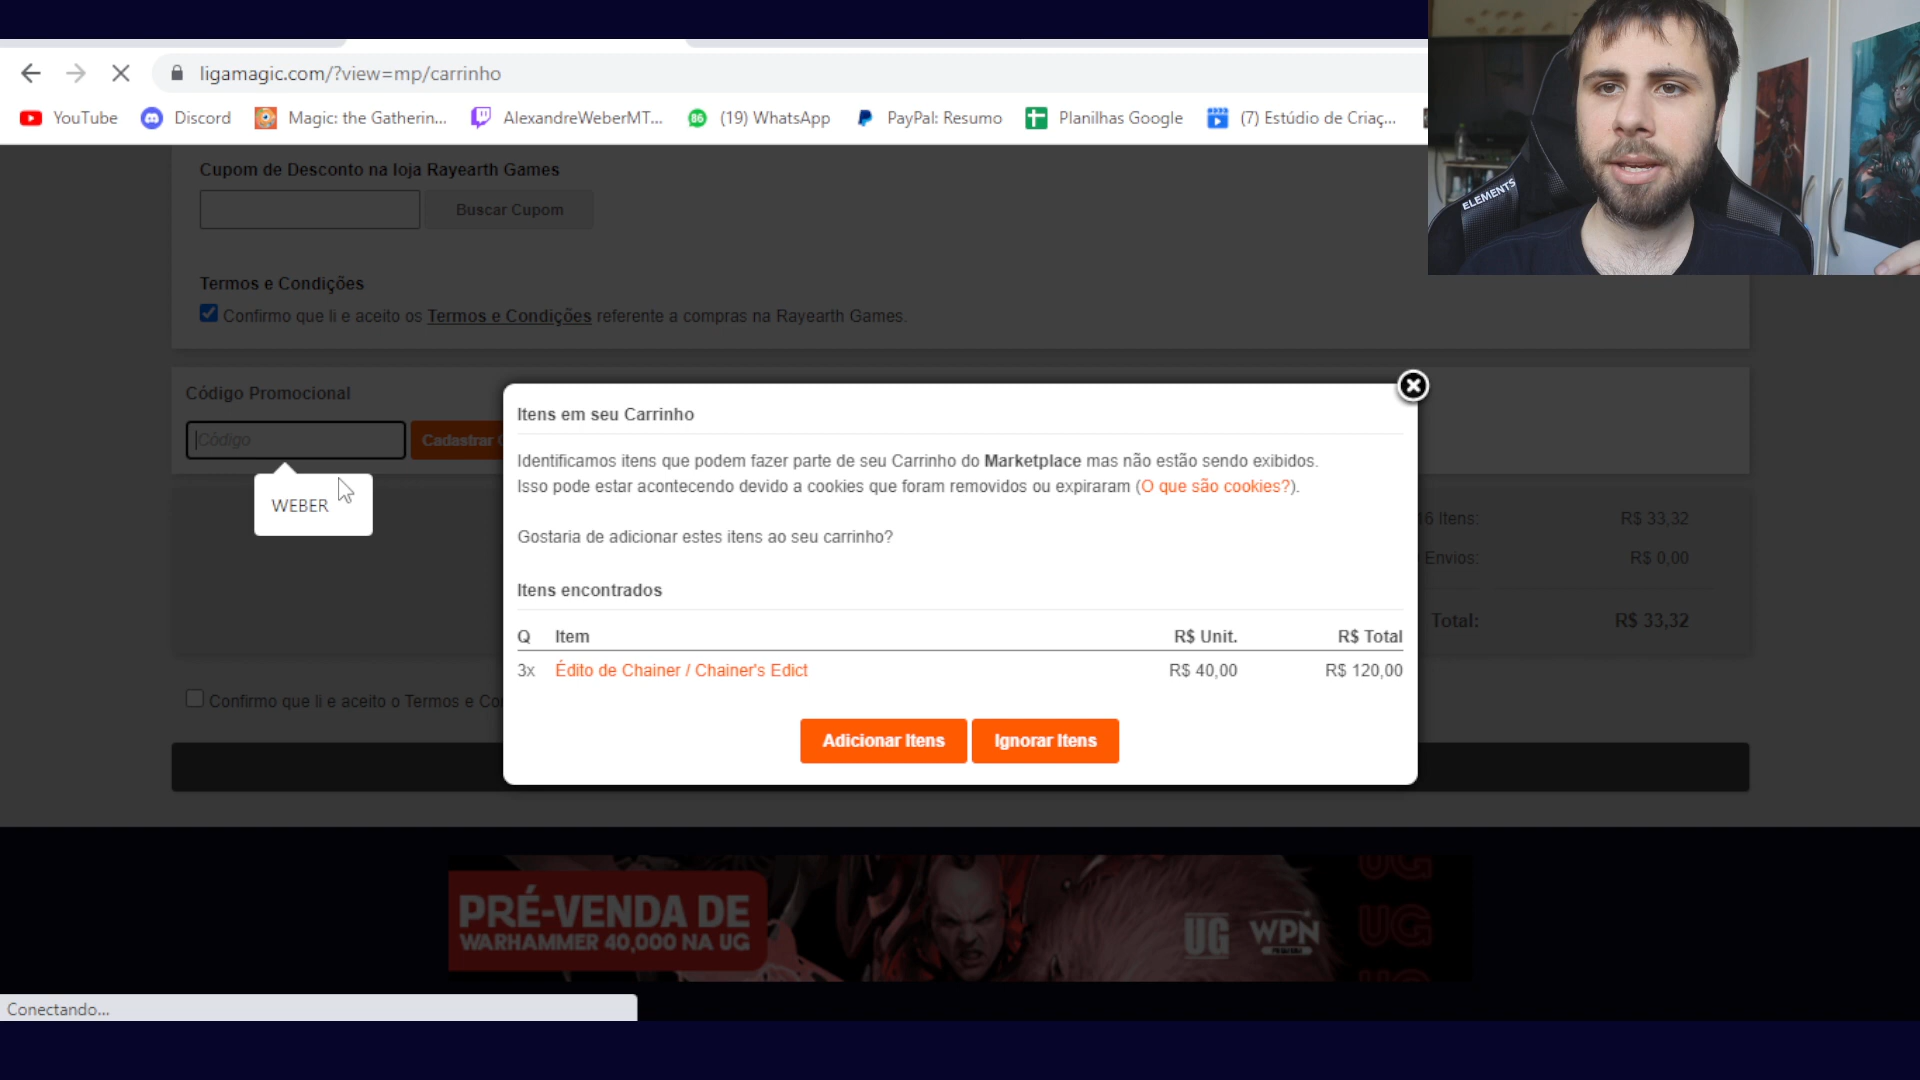 ligamagic.com/?view=mp/carrinho
YouTube Discord Magic: the Gatherin... AlexandreWeberMT... 86 (19) WhatsApp PayPal: Resumo Planilhas Google (7) Estúdio de Criaç...
ELEMENTS
Cupom de Desconto na loja Rayearth Games
Buscar Cupom
Termos e Condições
Confirmo que li e aceito os Termos e Condições referente a compras na Rayearth Games.
Código Promocional
Código
Cadastrar
WEBER
Itens em seu Carrinho
Identificamos itens que podem fazer parte de seu Carrinho do Marketplace mas não estão sendo exibidos.
Isso pode estar acontecendo devido a cookies que foram removidos ou expiraram (O que são cookies?).
Gostaria de adicionar estes itens ao seu carrinho?
Itens encontrados
Q Item R$ Unit. R$ Total
3x Édito de Chainer / Chainer's Edict R$ 40,00 R$ 120,00
Adicionar Itens Ignorar Itens
16 Itens: R$ 33,32
Envios: R$ 0,00
Total: R$ 33,32
Confirmo que li e aceito o Termos e
PRÉ-VENDA DE
WARHAMMER 40,000 NA UG
UG WPN
UG
UG
Conectando...